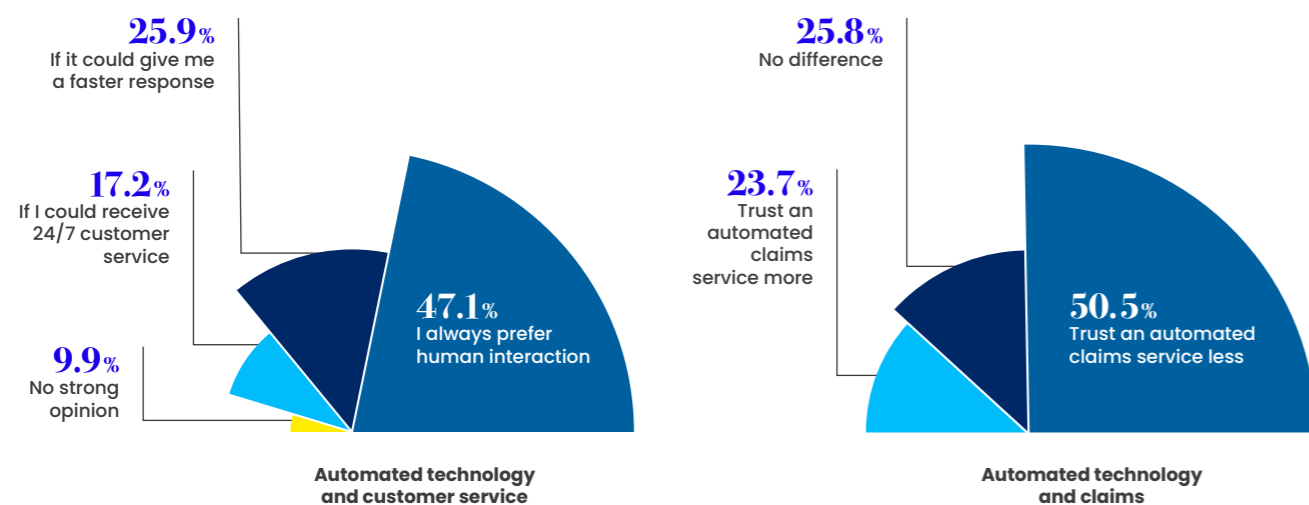 25.9%
If it could give me
a faster response
17.2%
If I could receive
24/7 customer
service
9.9%
No strong
opinion
47.1%
I always prefer
human interaction
Automated technology
and customer service
25.8%
No difference
23.7%
Trust an
automated
claims
service more
50.5%
Trust an automated
claims service less
Automated technology
and claims